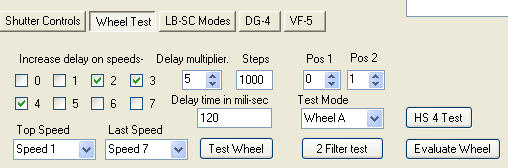 Shutter Controls Wheel Test LB-SC Modes DG-4 VF-5
Increase delay on speeds- Delay multiplier. Steps Pos 1 Pos 2
0 1 2 3 5 1000 0 1
4 5 6 7 Delay time in mili-sec Test Mode
120 Wheel A HS 4 Test
Top Speed Last Speed
Speed 1 Speed 7 Test Wheel 2 Filter test Evaluate Wheel